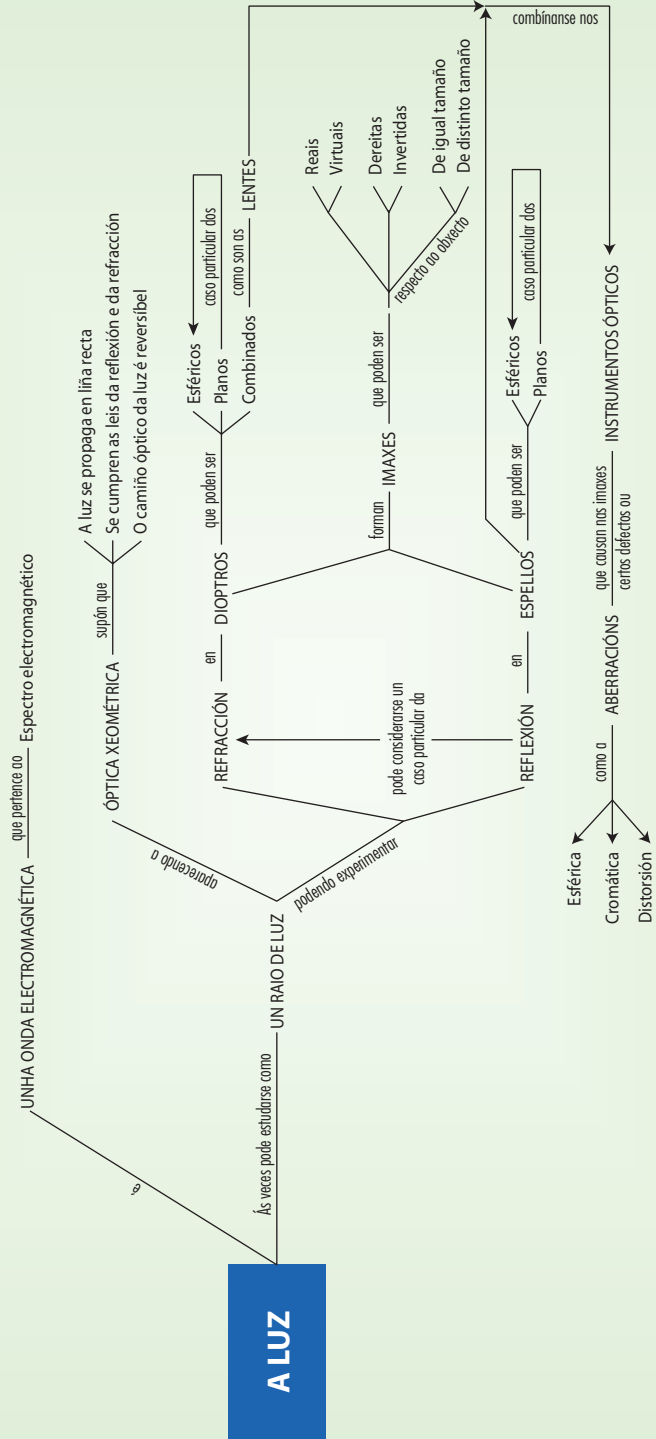 A LUZ
é
UNHA ONDA ELECTROMAGNÉTICA
que pertence ao
Espectro electromagnético
Ás veces pode estudarse como
UN RAIO DE LUZ
aparecendo a
ÓPTICA XEOMÉTRICA
supón que
A luz se propaga en liña recta
Se cumpren as leis da reflexión e da refracción
O camiño óptico da luz é reversíbel
podendo experimentar
REFRACCIÓN
en
DIOPTROS
que poden ser
Esféricos
Planos
Combinados
caso particular dos
como son as
LENTES
pode considerarse un
caso particular da
forman
IMAXES
que poden ser
respecto ao obxecto
Reais
Virtuais
Dereitas
Invertidas
De igual tamaño
De distinto tamaño
REFLEXIÓN
en
ESPELLOS
que poden ser
Esféricos
Planos
caso particular dos
combínanse nos
INSTRUMENTOS ÓPTICOS
que causan nas imaxes
certos defectos ou
ABERRACIÓNS
como a
Esférica
Cromática
Distorsión